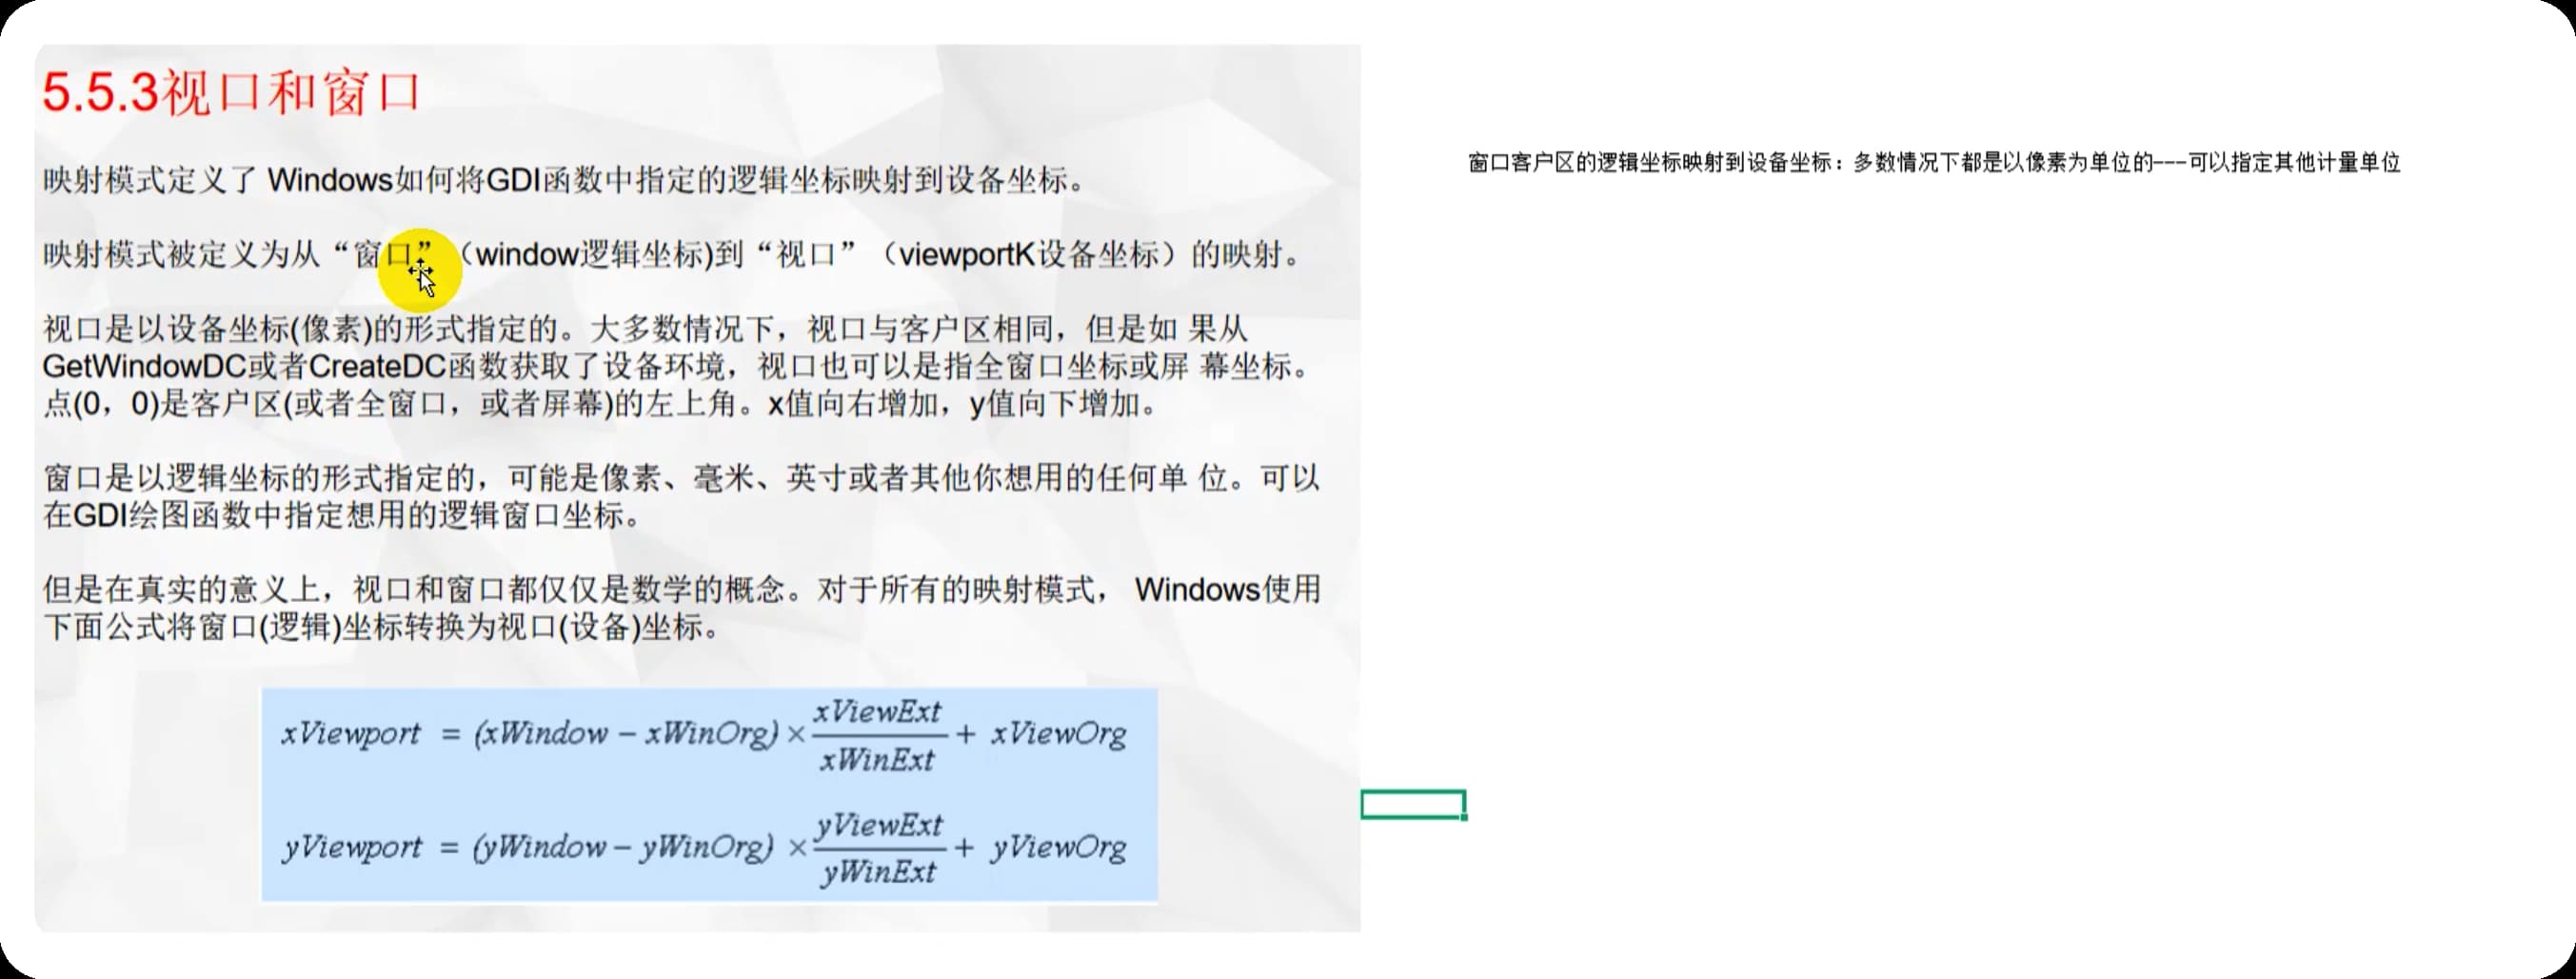 5.5.3视口和窗口
映射模式定义了 Windows如何将GDI函数中指定的逻辑坐标映射到设备坐标。
映射模式被定义为从“窗口”（window逻辑坐标)到“视口”（viewportK设备坐标）的映射。
视口是以设备坐标(像素)的形式指定的。大多数情况下，视口与客户区相同，但是如 果从
GetWindowDC或者CreateDC函数获取了设备环境，视口也可以是指全窗口坐标或屏 幕坐标。
点(0，0)是客户区(或者全窗口，或者屏幕)的左上角。x值向右增加，y值向下增加。
窗口是以逻辑坐标的形式指定的，可能是像素、毫米、英寸或者其他你想用的任何单 位。可以
在GDI绘图函数中指定想用的逻辑窗口坐标。
但是在真实的意义上，视口和窗口都仅仅是数学的概念。对于所有的映射模式， Windows使用
下面公式将窗口(逻辑)坐标转换为视口(设备)坐标。
xViewport = (xWindow − xWinOrg) × xViewExt / xWinExt + xViewOrg
yViewport = (yWindow − yWinOrg) × yViewExt / yWinExt + yViewOrg
窗口客户区的逻辑坐标映射到设备坐标：多数情况下都是以像素为单位的---可以指定其他计量单位